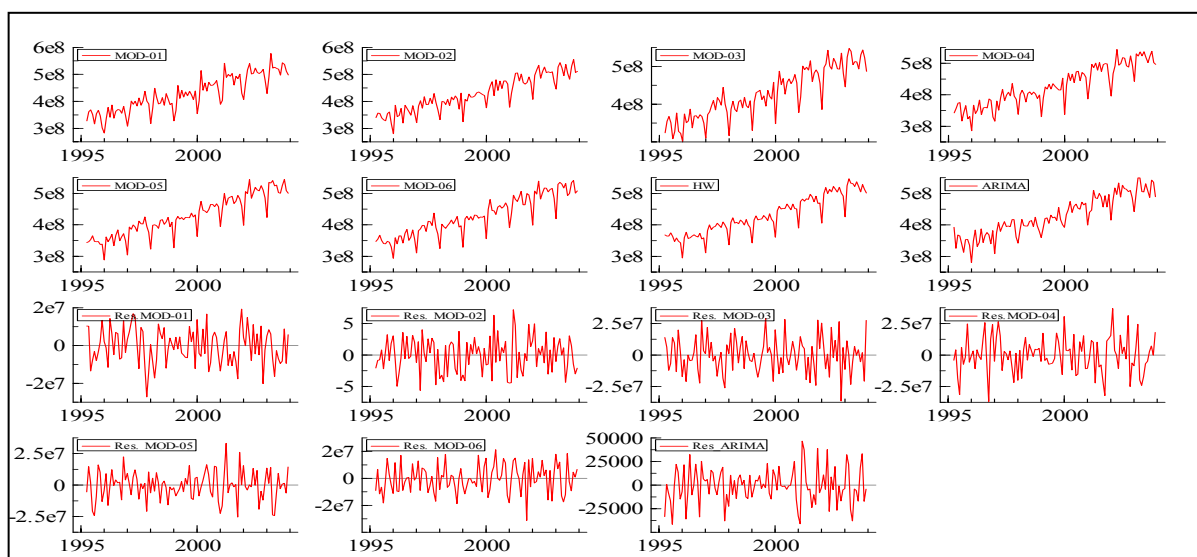 6e8 MOD-01 6e8 MOD-02 MOD-03 MOD-04
5e8 5e8 5e8 5e8
4e8 4e8 4e8 4e8
3e8 3e8 3e8
1995 2000 1995 2000 1995 2000 1995 2000
MOD-05 MOD-06 HW ARIMA
5e8 5e8 5e8 5e8
4e8 4e8 4e8 4e8
3e8 3e8 3e8 3e8
1995 2000 1995 2000 1995 2000 1995 2000
2e7 Res.MOD-01 Res. MOD-02 Res. MOD-03 Res.MOD-04
5 2.5e7 2.5e7
0 0 0 0
-2e7 -5 -2.5e7 -2.5e7
1995 2000 1995 2000 1995 2000 1995 2000
Res. MOD-05 Res. MOD-06 50000 Res ARIMA
2.5e7 2e7 25000
0 0 0
-2.5e7 -2e7 -25000
1995 2000 1995 2000 1995 2000